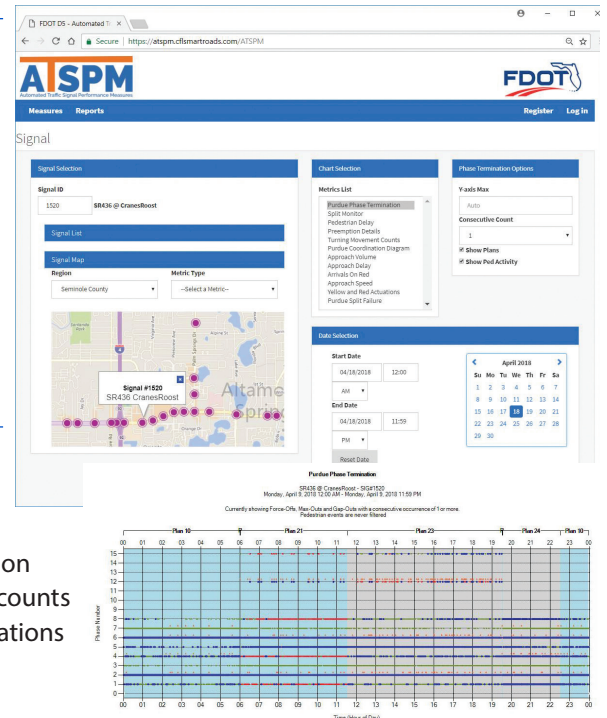 FDOT D5 - Automated Tr
Secure | https://atspm.cflsmartroads.com/ATSPM
ATSPM
Automated Traffic Signal Performance Measures
FDOT
Measures Reports Register Log in
Signal
Signal Selection
Signal ID
1520 SR436 @ CranesRoost
Signal List
Signal Map
Region Metric Type
Seminole County --Select a Metric--
Signal #1520
SR436 CranesRoost
Altamo
Chart Selection
Metrics List
Purdue Phase Termination
Split Monitor
Pedestrian Delay
Preemption Details
Turning Movement Counts
Purdue Coordination Diagram
Approach Volume
Approach Delay
Arrivals On Red
Approach Speed
Yellow and Red Actuations
Purdue Split Failure
Phase Termination Options
Y-axis Max
Auto
Consecutive Count
1
Show Plans
Show Ped Activity
Date Selection
Start Date
04/18/2018 12:00
AM
End Date
04/18/2018 11:59
PM
Reset Date
April 2018
Su Mo Tu We Th Fr Sa
1 2 3 4 5 6 7
8 9 10 11 12 13 14
15 16 17 18 19 20 21
22 23 24 25 26 27 28
29 30
on
counts
ations
Purdue Phase Termination
SR436 @ CranesRoost - SIG#1520
Monday, April 9, 2018 12:00 AM - Monday, April 9, 2018 11:59 PM
Currently showing Force-Offs, Max-Outs and Gap-Outs with a consecutive occurrence of 1 or more.
Pedestrian events are never filtered
Plan 10 Plan 21 Plan 23 Plan 24 Plan 10
00 01 02 03 04 05 06 07 08 09 10 11 12 13 14 15 16 17 18 19 20 21 22 23 00
15
14
13
12
11
10
9
8
7
6
5
4
3
2
1
0
Phase Number
00 01 02 03 04 05 06 07 08 09 10 11 12 13 14 15 16 17 18 19 20 21 22 23 00
Time (Hour of Day)